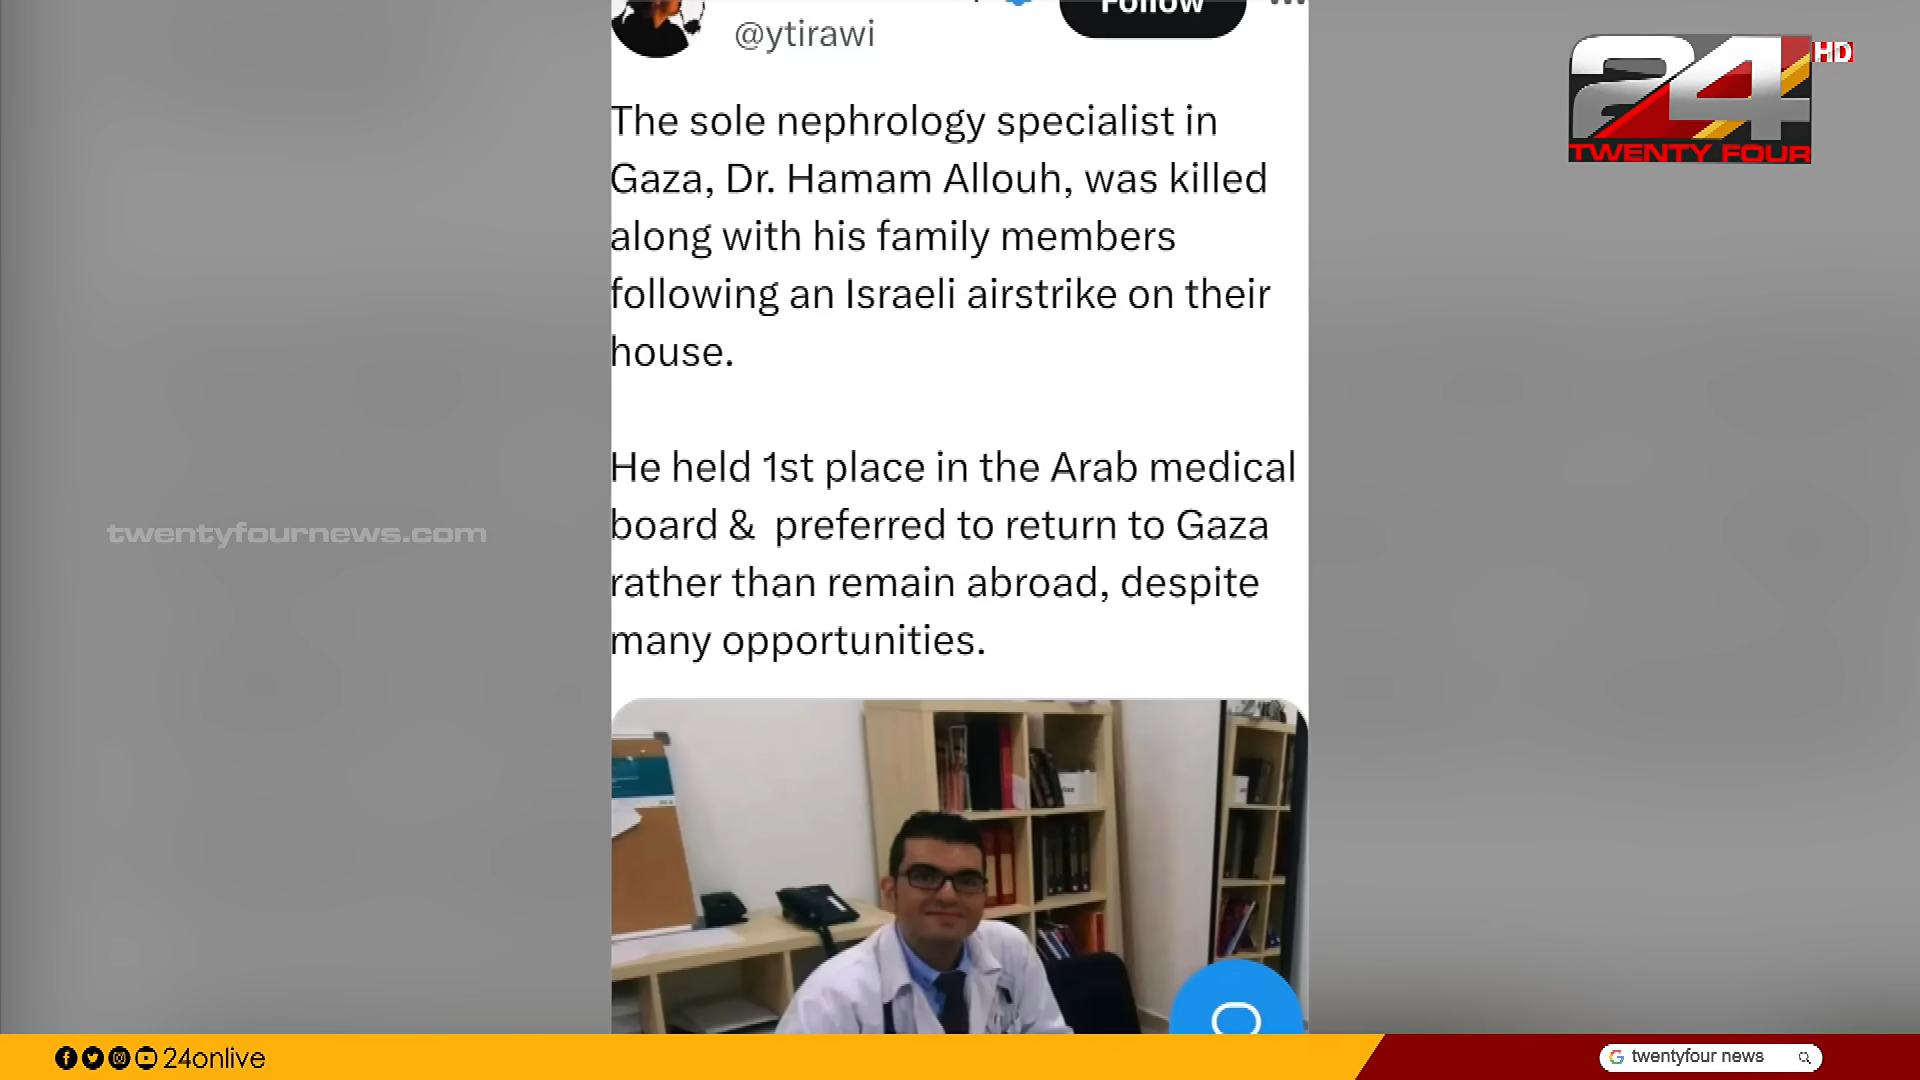 Follow
@ytirawi
24 HD
TWENTY FOUR
The sole nephrology specialist in
Gaza, Dr. Hamam Allouh, was killed
along with his family members
following an Israeli airstrike on their
house.
He held 1st place in the Arab medical
board & preferred to return to Gaza
rather than remain abroad, despite
many opportunities.
twentyfournews.com
24onlive
twentyfour news